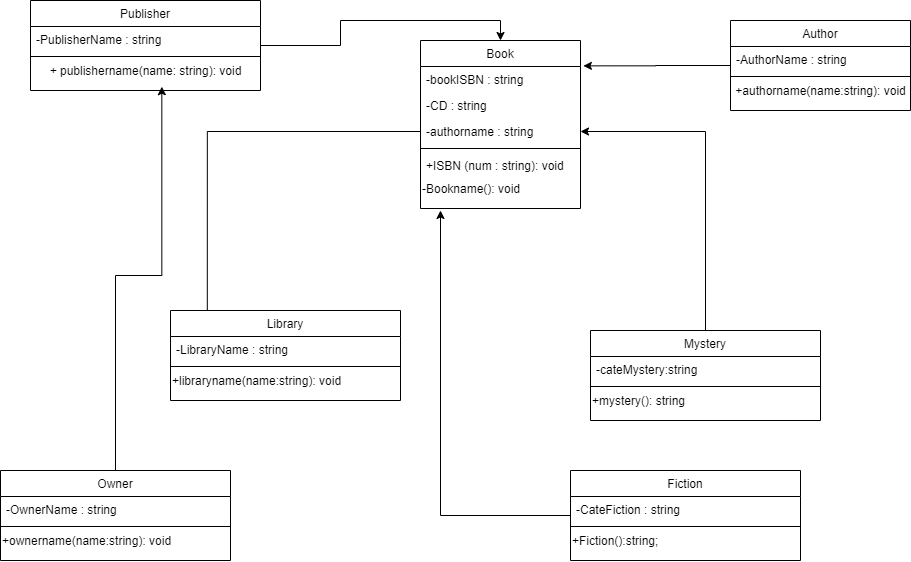 Publisher
-PublisherName : string
+ publishername(name: string): void
Book
-bookISBN : string
-CD : string
-authorname : string
+ISBN (num : string): void
-Bookname(): void
Author
-AuthorName : string
+authorname(name:string): void
Library
-LibraryName : string
+libraryname(name:string): void
Mystery
-cateMystery:string
+mystery(): string
Owner
-OwnerName : string
+ownername(name:string): void
Fiction
-CateFiction : string
+Fiction():string;